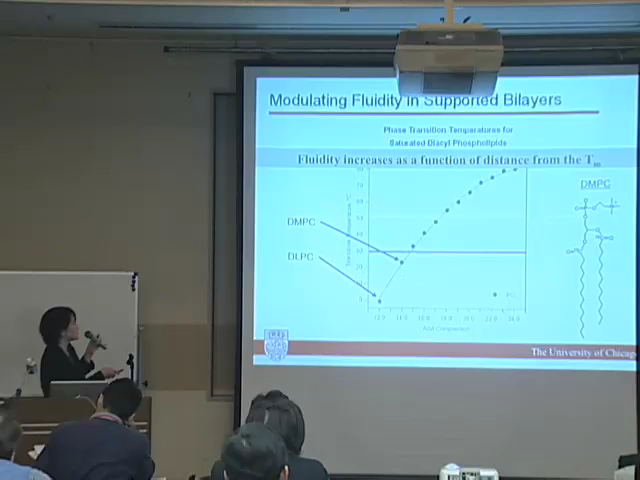 Modulating Fluidity in Supported Bilayers
Phase Transition Temperatures for
Saturated Diacyl Phospholipids
Fluidity increases as a function of distance from the Tm
DMPC
DMPC
DLPC
The University of Chicag